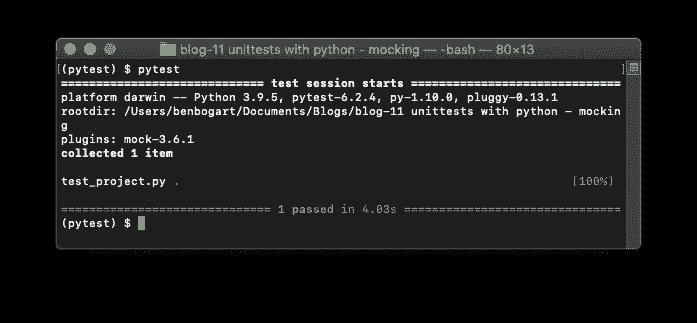 blog-11 unittests with python - mocking — -bash — 80×13
(pytest) $ pytest
============================= test session starts ==============================
platform darwin -- Python 3.9.5, pytest-6.2.4, py-1.10.0, pluggy-0.13.1
rootdir: /Users/benbogart/Documents/Blogs/blog-11 unittests with python - mockin
g
plugins: mock-3.6.1
collected 1 item
test_project.py . [100%]
============================== 1 passed in 4.03s ===============================
(pytest) $